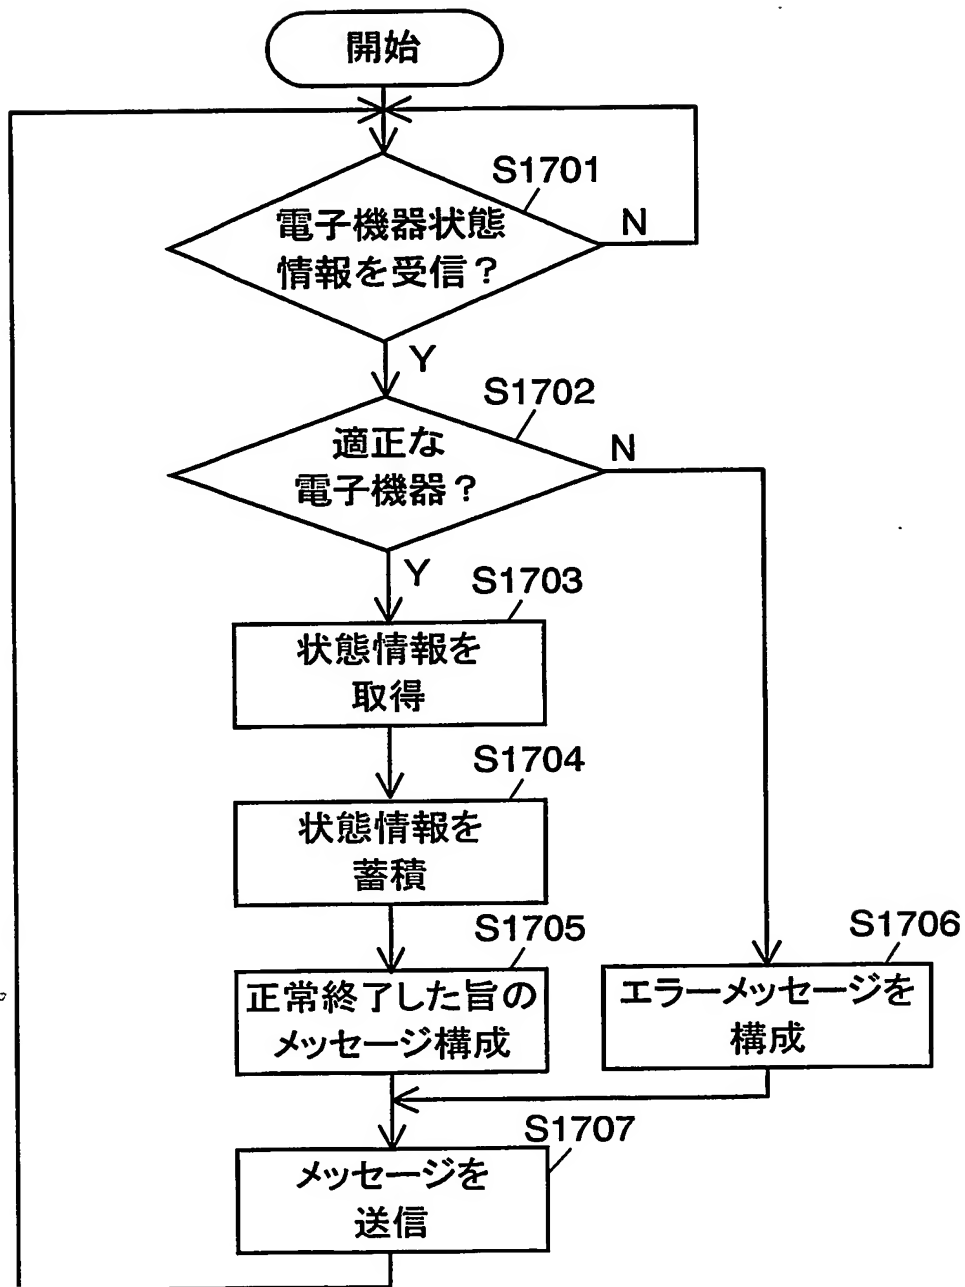 開始
S1701
電子機器状態
情報を受信？
N
Y
S1702
適正な
電子機器？
N
Y
S1703
状態情報を
取得
S1704
状態情報を
蓄積
S1705
正常終了した旨の
メッセージ構成
S1706
エラーメッセージを
構成
S1707
メッセージを
送信